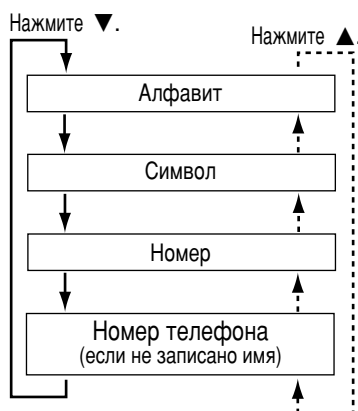 Нажмите ▼.
Нажмите ▲.
Алфавит
Символ
Номер
Номер телефона
(если не записано имя)